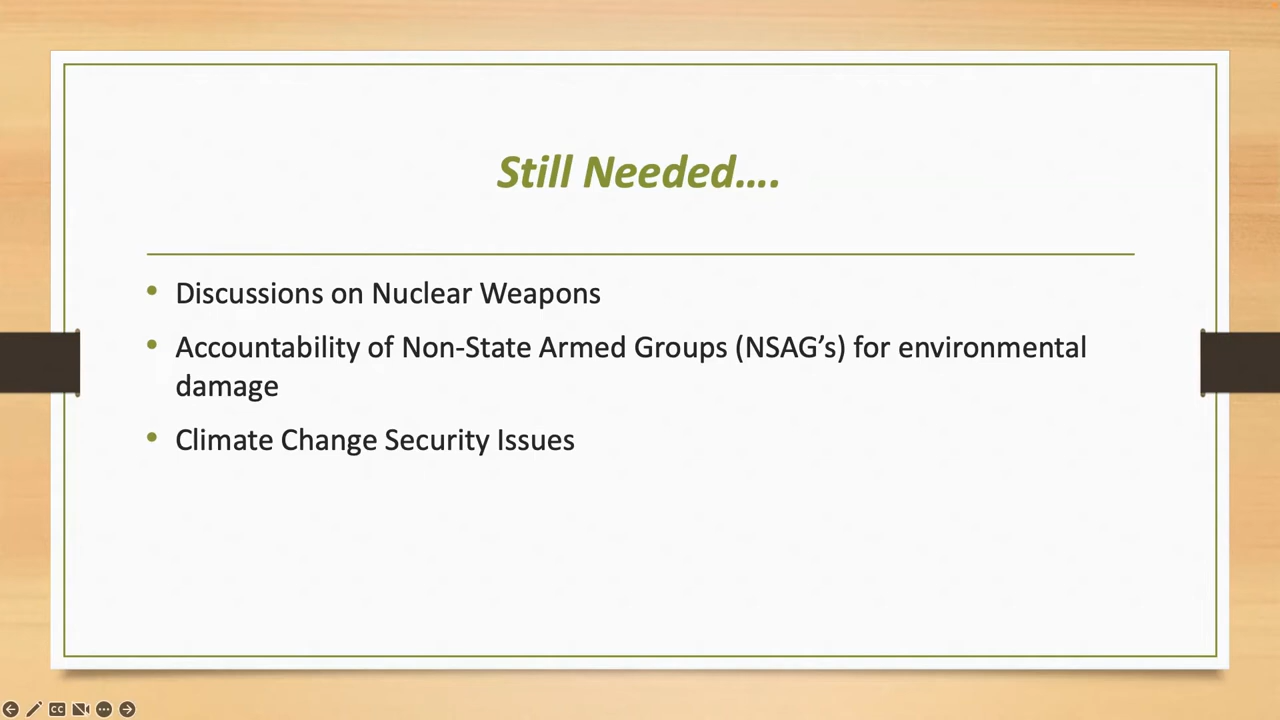 Still Needed....
• Discussions on Nuclear Weapons
• Accountability of Non-State Armed Groups (NSAG’s) for environmental
damage
• Climate Change Security Issues
CC